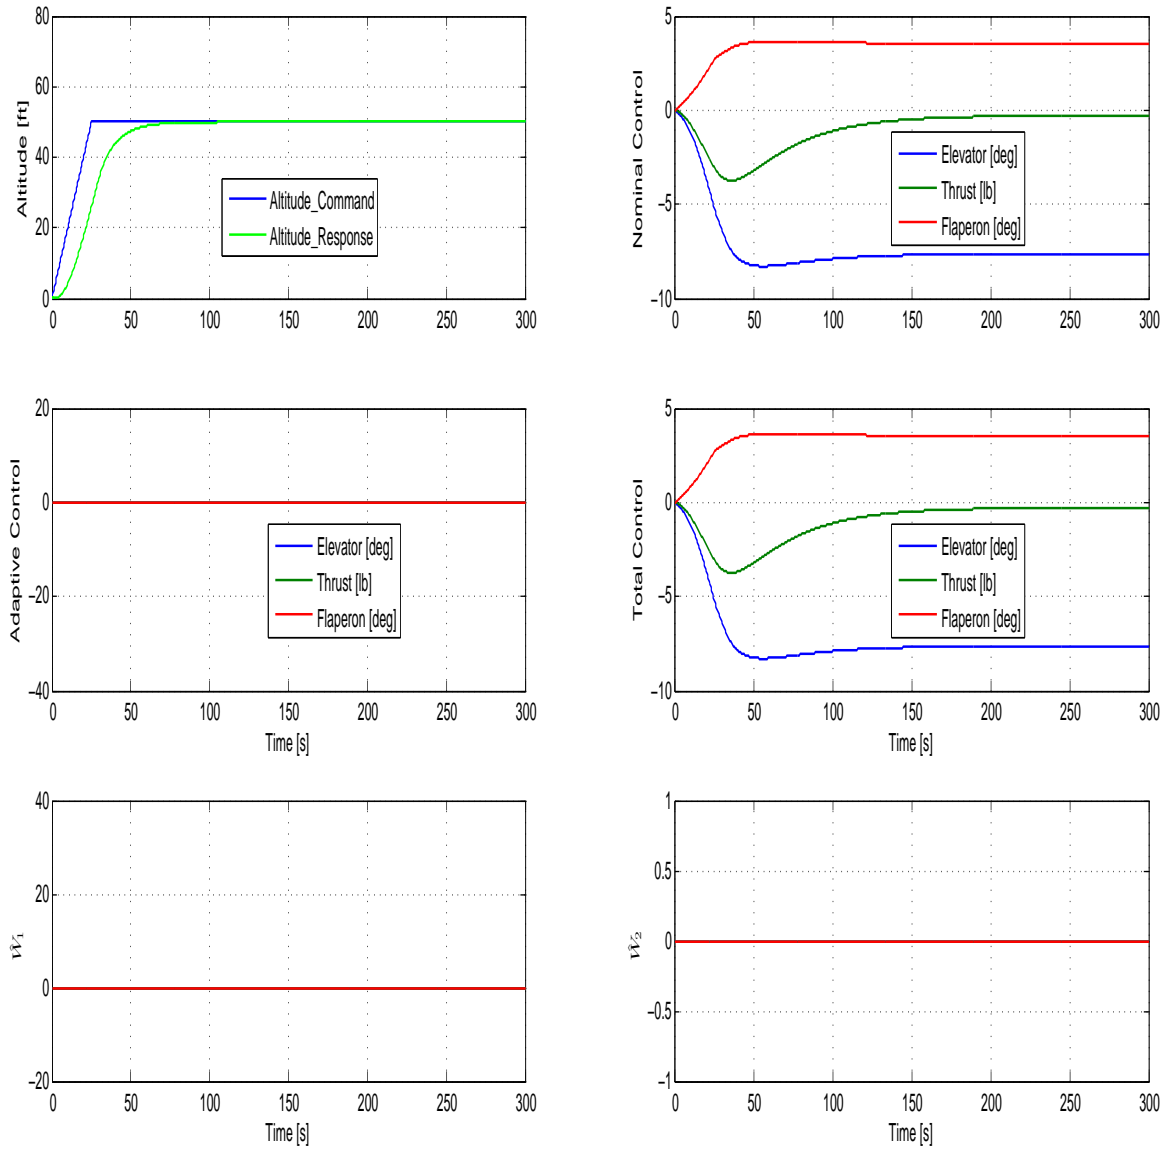 80
60
40
20
0
Altitude [ft]
Altitude_Command
Altitude_Response
0 50 100 150 200 250 300
5
0
−5
−10
Nominal Control
Elevator [deg]
Thrust [lb]
Flaperon [deg]
0 50 100 150 200 250 300
20
0
−20
−40
Adaptive Control
Elevator [deg]
Thrust [lb]
Flaperon [deg]
0 50 100 150 200 250 300
Time [s]
5
0
−5
−10
Total Control
Elevator [deg]
Thrust [lb]
Flaperon [deg]
0 50 100 150 200 250 300
Time [s]
40
20
0
−20
Ŵ₁
0 50 100 150 200 250 300
Time [s]
1
0.5
0
−0.5
−1
Ŵ₂
0 50 100 150 200 250 300
Time [s]